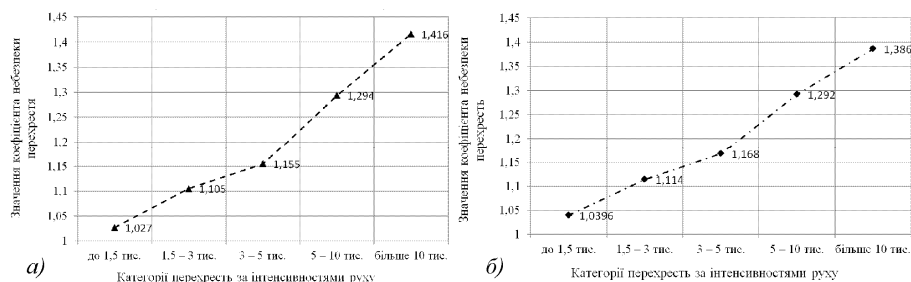 1,45
1,4
1,35
1,3
1,25
1,2
1,15
1,1
1,05
1
Значення коефіцієнта небезпеки
перехрестя
1,027
1,105
1,155
1,294
1,416
до 1,5 тис.
1,5 – 3 тис.
3 – 5 тис.
5 – 10 тис.
більше 10 тис.
Категорії перехресть за інтенсивностями руху
а)
1,45
1,4
1,35
1,3
1,25
1,2
1,15
1,1
1,05
1
Значення коефіцієнта небезпеки
перехресть
1,0396
1,114
1,168
1,292
1,386
до 1,5 тис.
1,5 – 3 тис.
3 – 5 тис.
5 – 10 тис.
більше 10 тис.
Категорії перехресть за інтенсивностями руху
б)